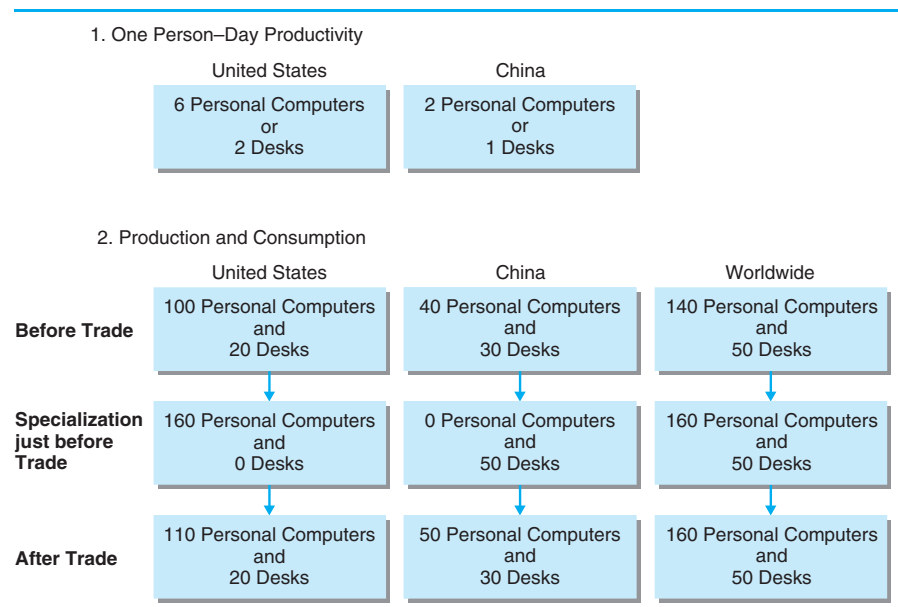 1. One Person–Day Productivity
United States
China
6 Personal Computers
or
2 Desks
2 Personal Computers
or
1 Desks
2. Production and Consumption
United States
China
Worldwide
Before Trade
100 Personal Computers
and
20 Desks
40 Personal Computers
and
30 Desks
140 Personal Computers
and
50 Desks
Specialization
just before
Trade
160 Personal Computers
and
0 Desks
0 Personal Computers
and
50 Desks
160 Personal Computers
and
50 Desks
After Trade
110 Personal Computers
and
20 Desks
50 Personal Computers
and
30 Desks
160 Personal Computers
and
50 Desks